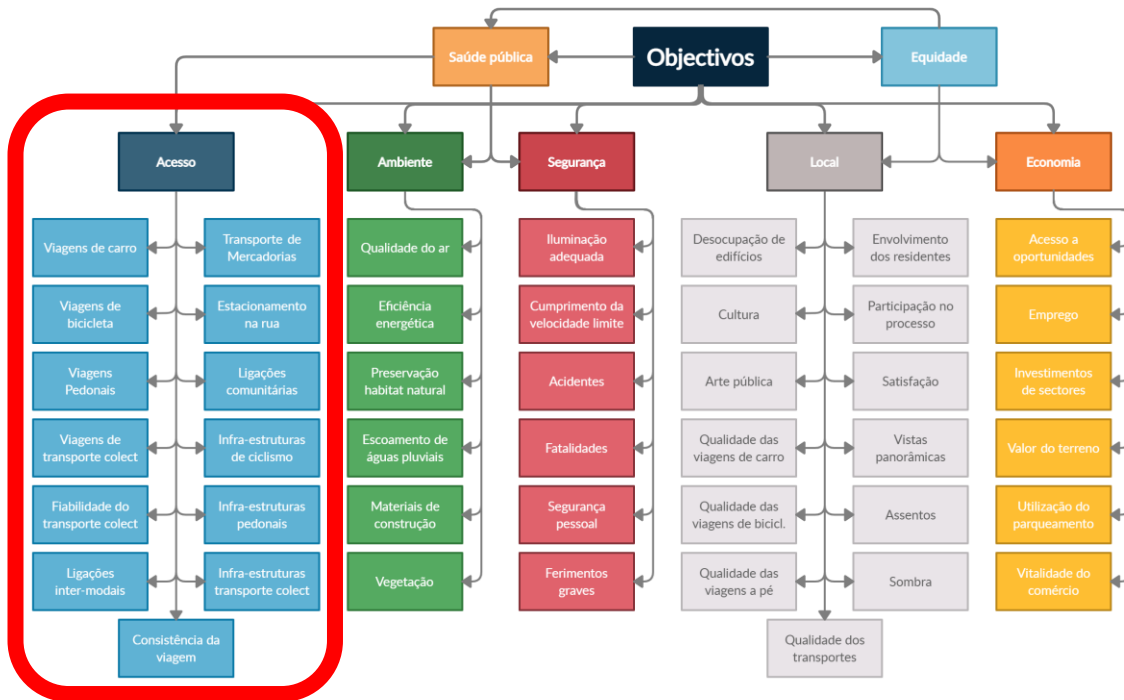 Saúde pública
Objectivos
Equidade
Acesso
Ambiente
Segurança
Local
Economia
Viagens de carro
Transporte de
Mercadorias
Viagens de
bicicleta
Estacionamento
na rua
Viagens
Pedonais
Ligações
comunitárias
Viagens de
transporte colect
Infra-estruturas
de ciclismo
Fiabilidade do
transporte colect
Infra-estruturas
pedonais
Ligações
inter-modais
Infra-estruturas
transporte colect
Consistência da
viagem
Qualidade do ar
Eficiência
energética
Preservação
habitat natural
Escoamento de
águas pluviais
Materiais de
construção
Vegetação
Iluminação
adequada
Cumprimento da
velocidade limite
Acidentes
Fatalidades
Segurança
pessoal
Ferimentos
graves
Desocupação de
edifícios
Envolvimento
dos residentes
Cultura
Participação no
processo
Arte pública
Satisfação
Qualidade das
viagens de carro
Vistas
panorâmicas
Qualidade das
viagens de bicicl.
Assentos
Qualidade das
viagens a pé
Sombra
Qualidade dos
transportes
Acesso a
oportunidades
Emprego
Investimentos
de sectores
Valor do terreno
Utilização do
parqueamento
Vitalidade do
comércio